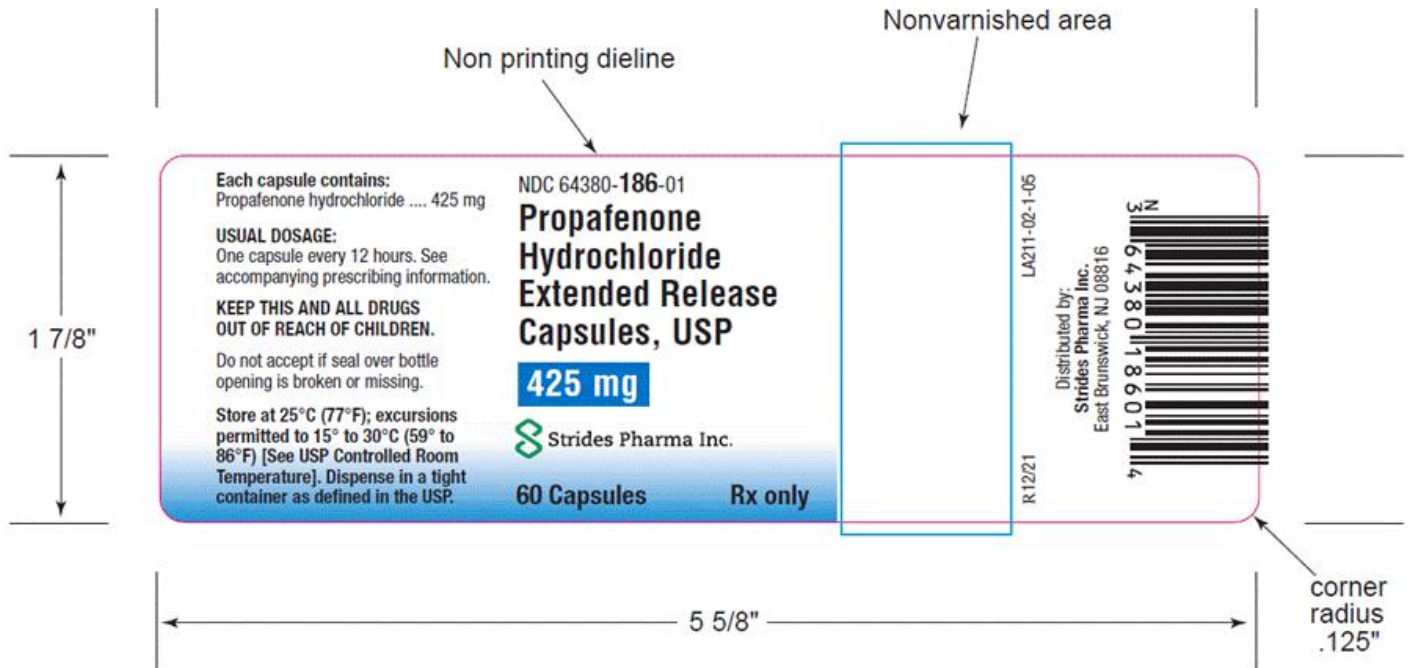 Nonvarnished area
Non printing dieline
Each capsule contains:
Propafenone hydrochloride .... 425 mg
USUAL DOSAGE:
One capsule every 12 hours. See
accompanying prescribing information.
KEEP THIS AND ALL DRUGS
OUT OF REACH OF CHILDREN.
Do not accept if seal over bottle
opening is broken or missing.
Store at 25°C (77°F); excursions
permitted to 15° to 30°C (59° to
86°F) [See USP Controlled Room
Temperature]. Dispense in a tight
container as defined in the USP.
NDC 64380-186-01
Propafenone
Hydrochloride
Extended Release
Capsules, USP
425 mg
Strides Pharma Inc.
60 Capsules Rx only
LA211-02-1-05
R 12/21
Distributed by:
Strides Pharma Inc.
East Brunswick, NJ 08816
N
3 64380 18601 4
1 7/8"
5 5/8"
corner
radius
.125"